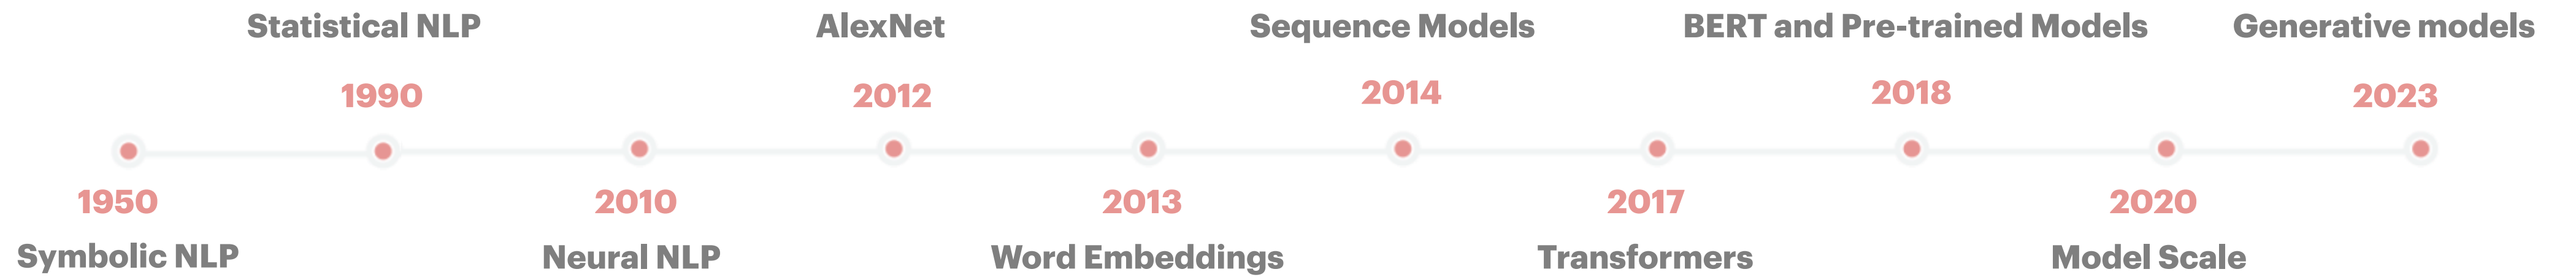 Statistical NLP
AlexNet
Sequence Models
BERT and Pre-trained Models
Generative models
1990
2012
2014
2018
2023
1950
2010
2013
2017
2020
Symbolic NLP
Neural NLP
Word Embeddings
Transformers
Model Scale